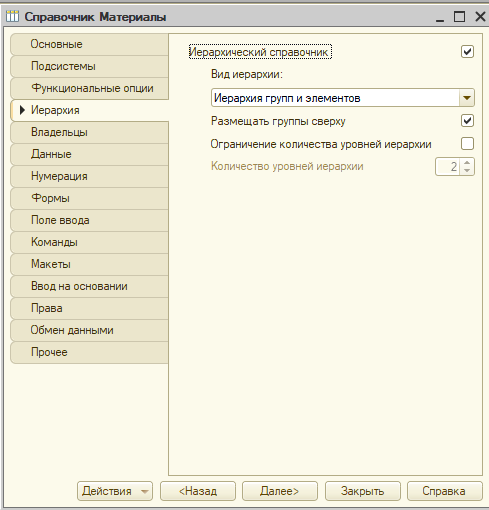 Справочник Материалы
Основные
Подсистемы
Функциональные опции
Иерархия
Владельцы
Данные
Нумерация
Формы
Поле ввода
Команды
Макеты
Ввод на основании
Права
Обмен данными
Прочее
Иерархический справочник
Вид иерархии:
Иерархия групп и элементов
Размещать группы сверху
Ограничение количества уровней иерархии
Количество уровней иерархии 2
Действия <Назад Далее> Закрыть Справка